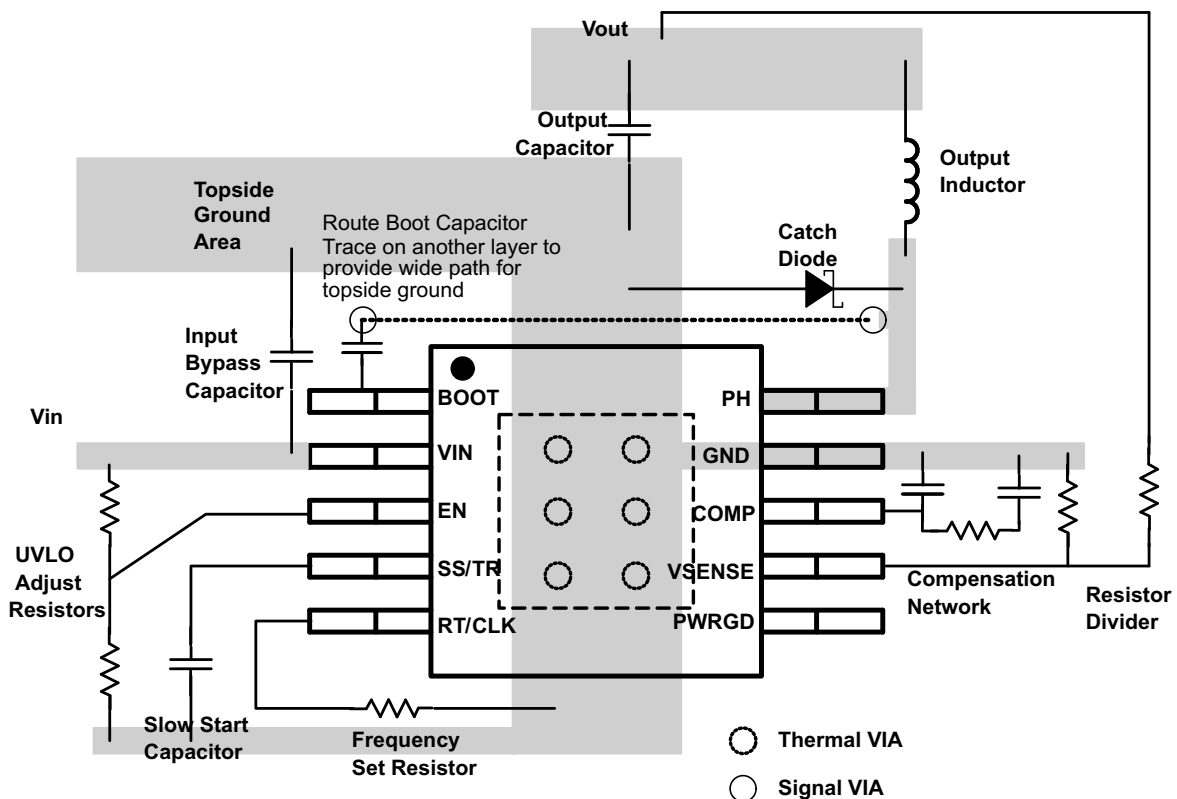 Vout
Output
Capacitor
Output
Inductor
Topside
Ground
Area
Route Boot Capacitor
Trace on another layer to
provide wide path for
topside ground
Catch
Diode
Input
Bypass
Capacitor
BOOT
PH
Vin
VIN
GND
EN
COMP
UVLO
Adjust
Resistors
SS/TR
VSENSE
Compensation
Network
Resistor
Divider
RT/CLK
PWRGD
Slow Start
Capacitor
Frequency
Set Resistor
Thermal VIA
Signal VIA